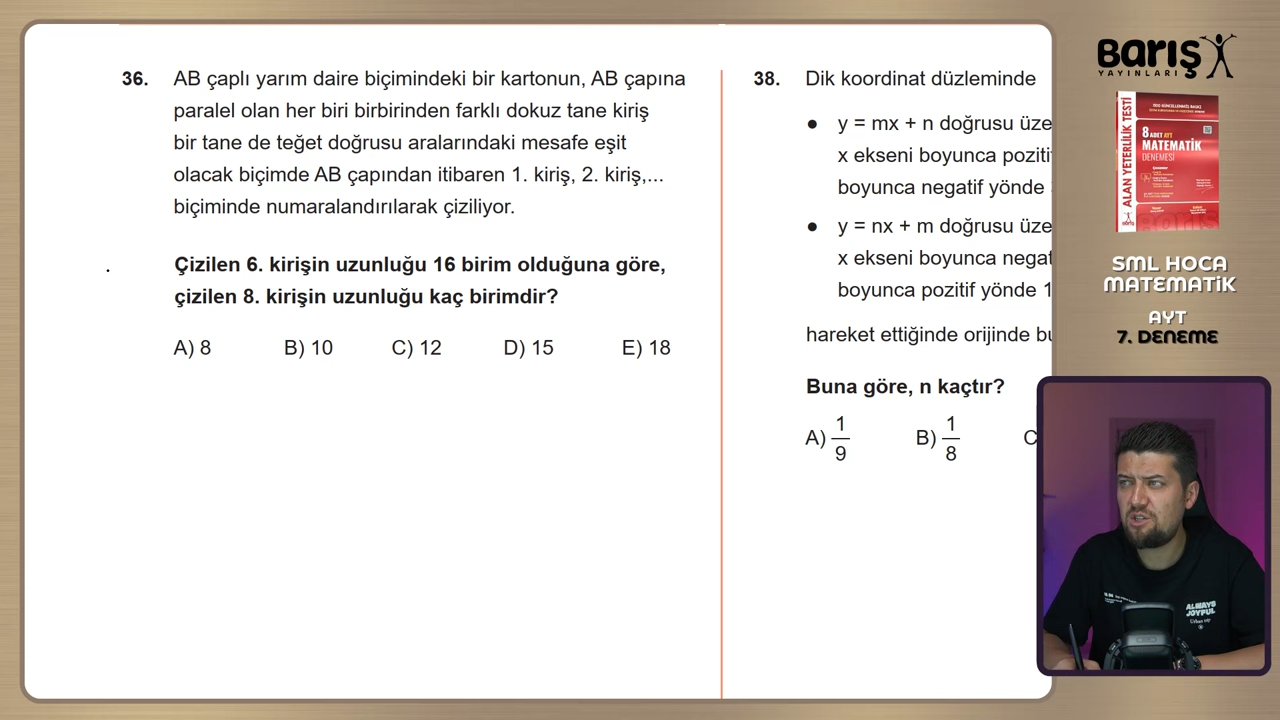 36. AB çaplı yarım daire biçimindeki bir kartonun, AB çapına
paralel olan her biri birbirinden farklı dokuz tane kiriş
bir tane de teğet doğrusu aralarındaki mesafe eşit
olacak biçimde AB çapından itibaren 1. kiriş, 2. kiriş,...
biçiminde numaralandırılarak çiziliyor.
Çizilen 6. kirişin uzunluğu 16 birim olduğuna göre,
çizilen 8. kirişin uzunluğu kaç birimdir?
A) 8 B) 10 C) 12 D) 15 E) 18
38. Dik koordinat düzleminde
● y = mx + n doğrusu üze
x ekseni boyunca poziti
boyunca negatif yönde
● y = nx + m doğrusu üze
x ekseni boyunca negat
boyunca pozitif yönde 1
hareket ettiğinde orijinde bu
Buna göre, n kaçtır?
A) 1/9 B) 1/8 C
Barış
YAYINLARI
ALAN YETERLİLİK TESTİ
8 ADET AYT
MATEMATİK
DENEMESİ
Barış
SML HOCA
MATEMATİK
AYT
7. DENEME
ALWAYS
JOYFUL